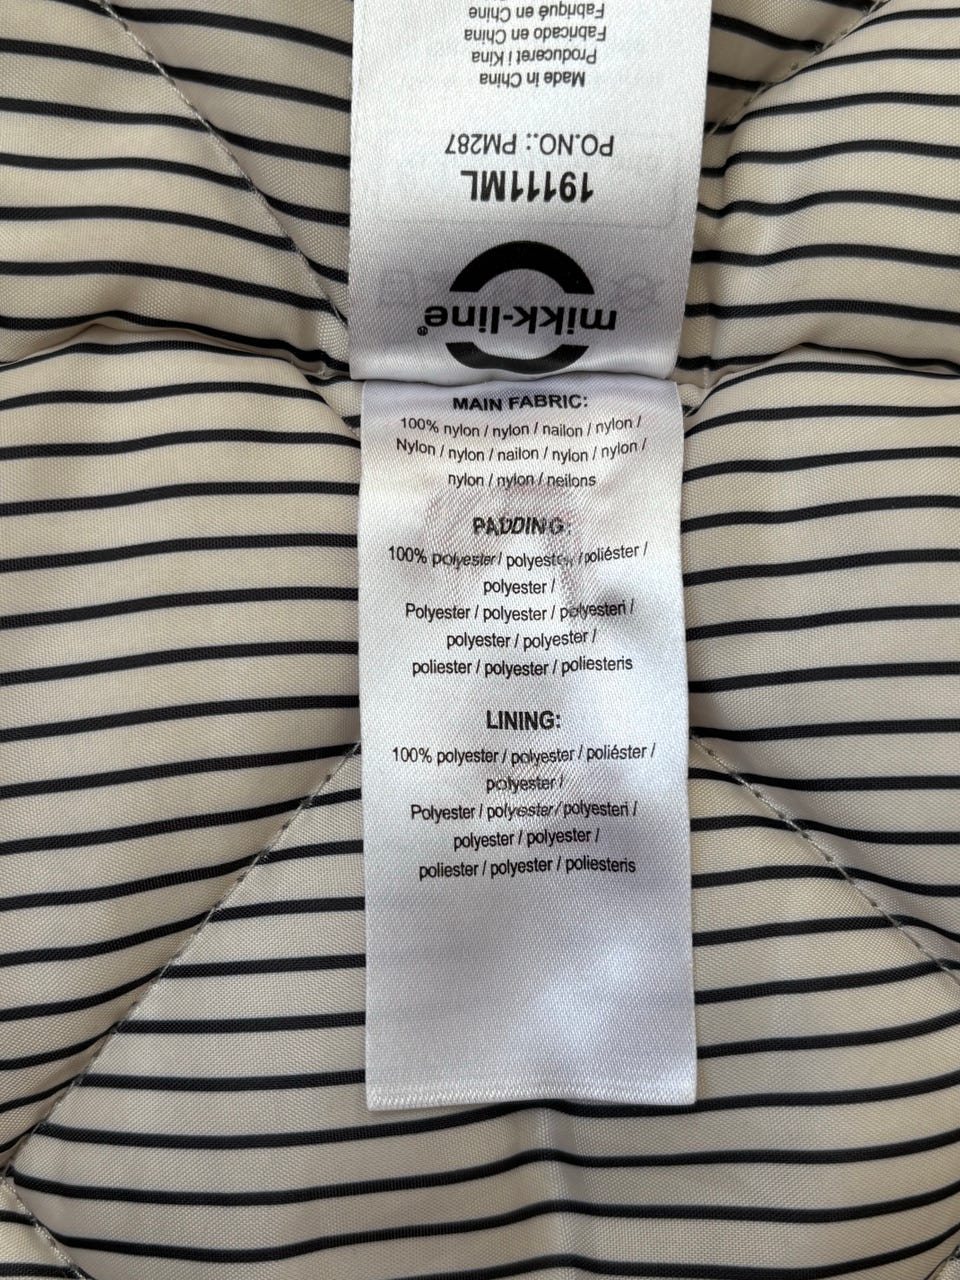 mikk-line®
19111ML
PO.NO.: PM287
Made in China
Produceret i Kina
Fabricado en China
Fabriqué en Chine
MAIN FABRIC:
100% nylon / nylon / nailon / nylon /
Nylon / nylon / nailon / nylon / nylon /
nylon / nylon / neilons
PADDING:
100% polyester / polyester / poliéster /
polyester /
Polyester / polyester / polyesteri /
polyester / polyester /
poliester / polyester / poliesteris
LINING:
100% polyester / polyester / poliéster /
polyester /
Polyester / polyester / polyesteri /
polyester / polyester /
poliester / polyester / poliesteris